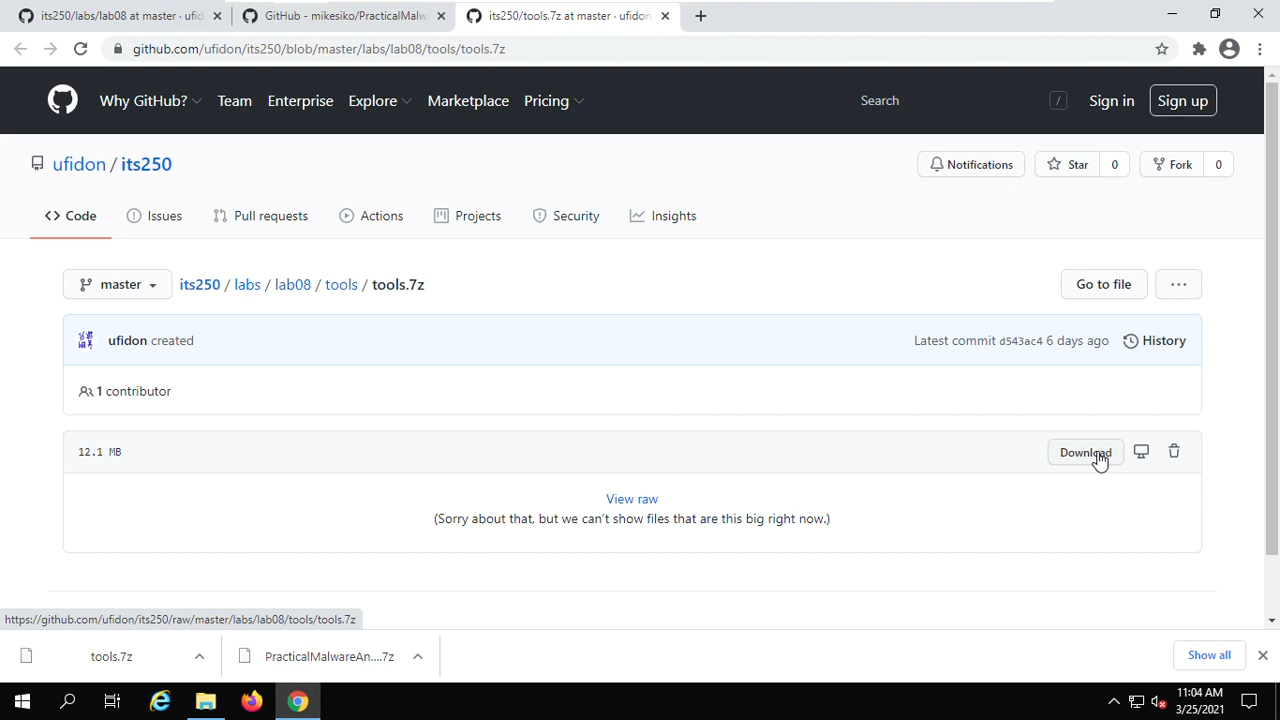 its250/labs/lab08 at master · ufid
GitHub - mikesiko/PracticalMalw
its250/tools.7z at master · ufidon
github.com/ufidon/its250/blob/master/labs/lab08/tools/tools.7z
Why GitHub? Team Enterprise Explore Marketplace Pricing Search / Sign in Sign up
ufidon / its250 Notifications Star 0 Fork 0
Code Issues Pull requests Actions Projects Security Insights
master its250 / labs / lab08 / tools / tools.7z Go to file ...
ufidon created Latest commit d543ac4 6 days ago History
1 contributor
12.1 MB Download
View raw
(Sorry about that, but we can't show files that are this big right now.)
https://github.com/ufidon/its250/raw/master/labs/lab08/tools/tools.7z
tools.7z PracticalMalwareAn....7z Show all
11:04 AM
3/25/2021